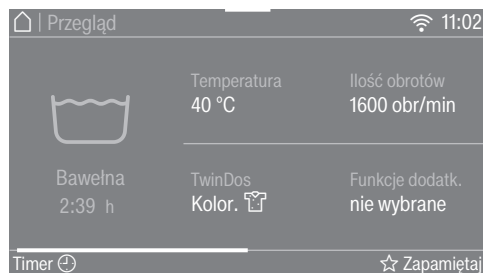 | Przegląd 11:02
Temperatura
40 °C
Ilość obrotów
1600 obr/min
Bawełna
2:39 h
TwinDos
Kolor.
Funkcje dodatk.
nie wybrane
Timer
Zapamiętaj